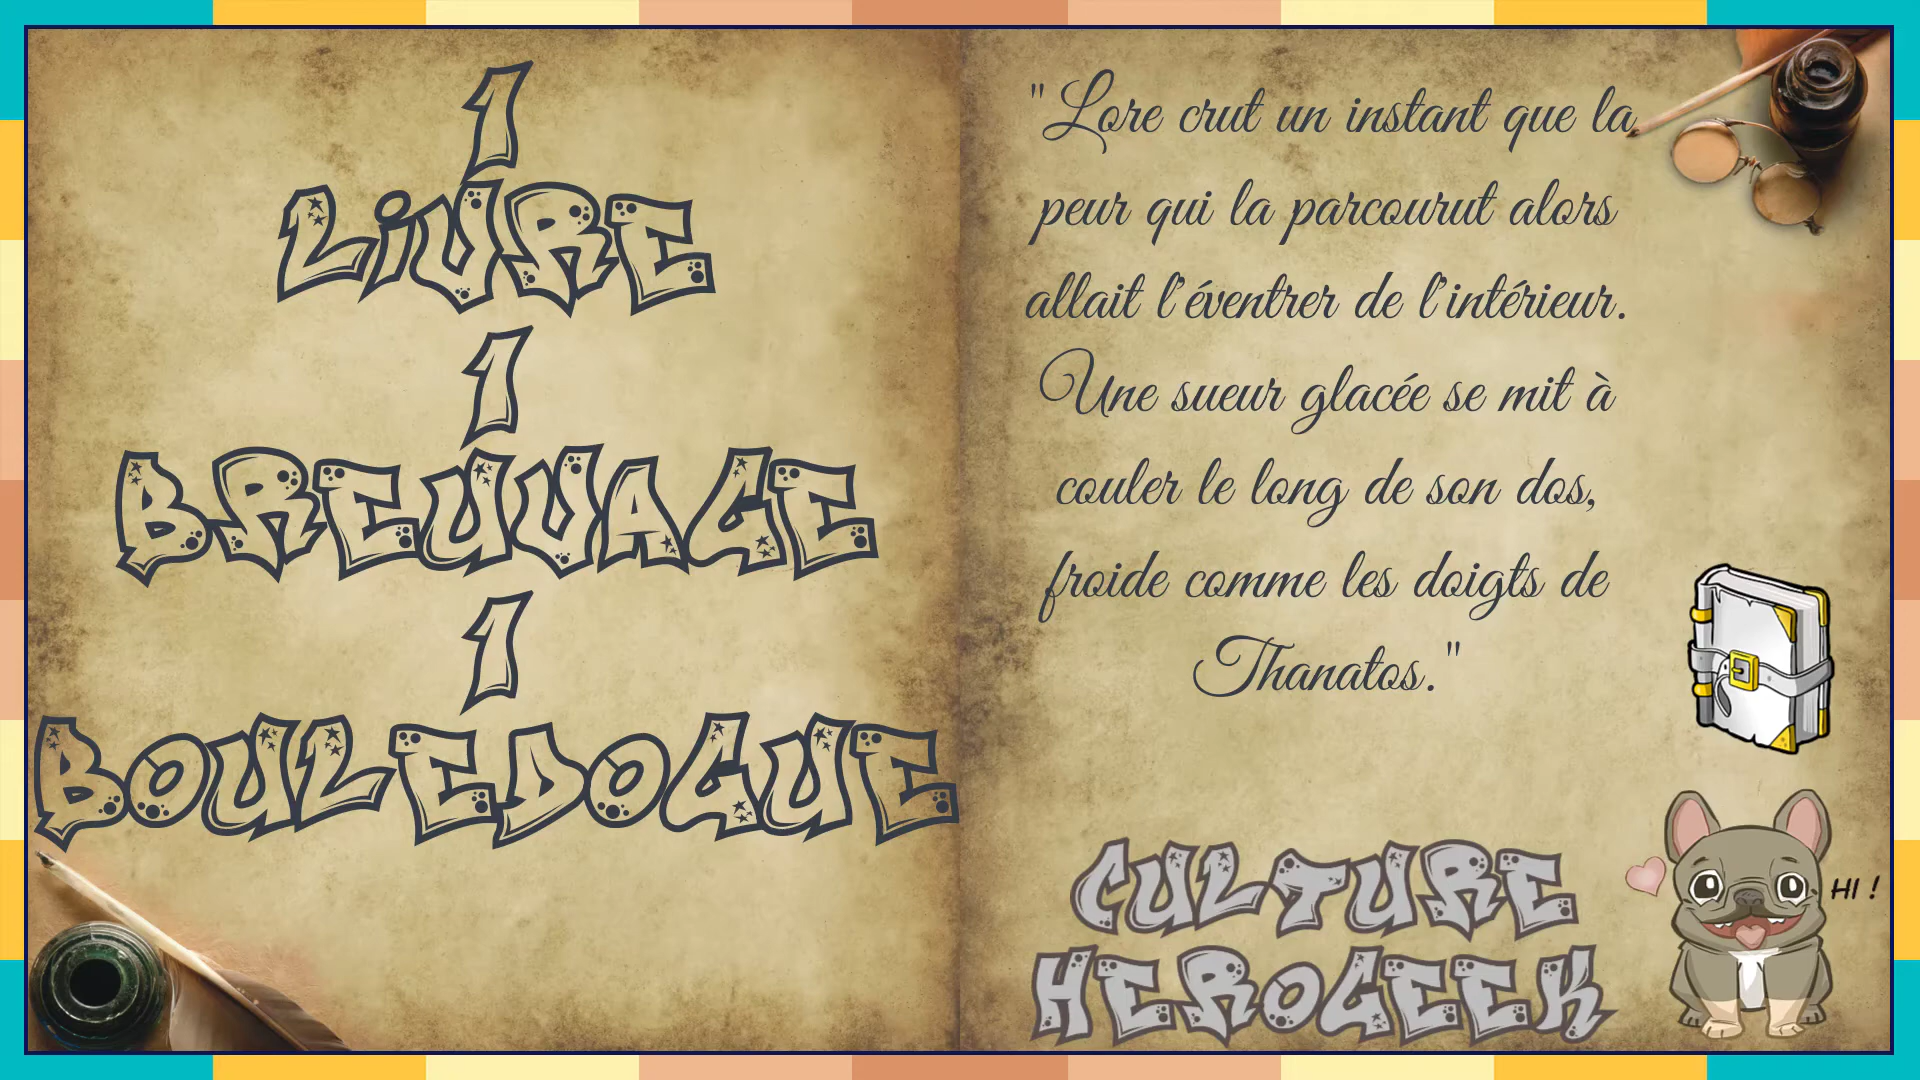 1
LiVRE
1
BREUVAGE
1
BOULEDOGUE
"Lore crut un instant que la
peur qui la parcourut alors
allait l'éventrer de l'intérieur.
Une sueur glacée se mit à
couler le long de son dos,
froide comme les doigts de
Thanatos."
CULTURE
HEROGEEK
HI !